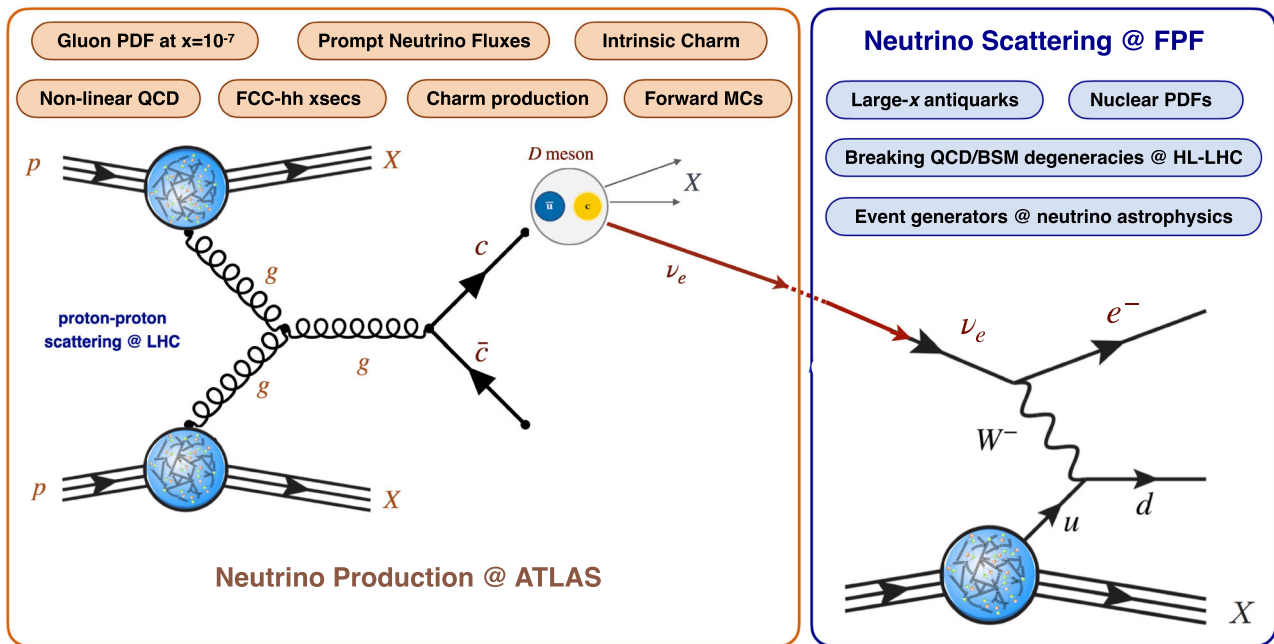 Gluon PDF at x=10⁻⁷
Prompt Neutrino Fluxes
Intrinsic Charm
Non-linear QCD
FCC-hh xsecs
Charm production
Forward MCs
p
X
D meson
u̅
c
X
g
c
νₑ
proton-proton
scattering @ LHC
g
g
c̄
p
X
Neutrino Production @ ATLAS
Neutrino Scattering @ FPF
Large-x antiquarks
Nuclear PDFs
Breaking QCD/BSM degeneracies @ HL-LHC
Event generators @ neutrino astrophysics
νₑ
e⁻
W⁻
u
d
X